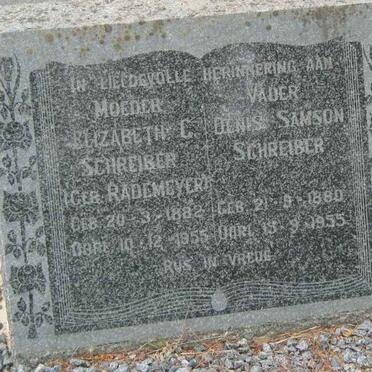 IN LIEFDEVOLLE HERINNERING AAN
MOEDER
ELIZABETH C.
SCHREIBER
(GEB. RADEMEYER)
GEB. 20-3-1882
OORL. 10-12-1955
VADER
DENIS SAMSON
SCHREIBER
GEB. 21-9-1880
OORL. 13-9-1955
RUS IN VREDE